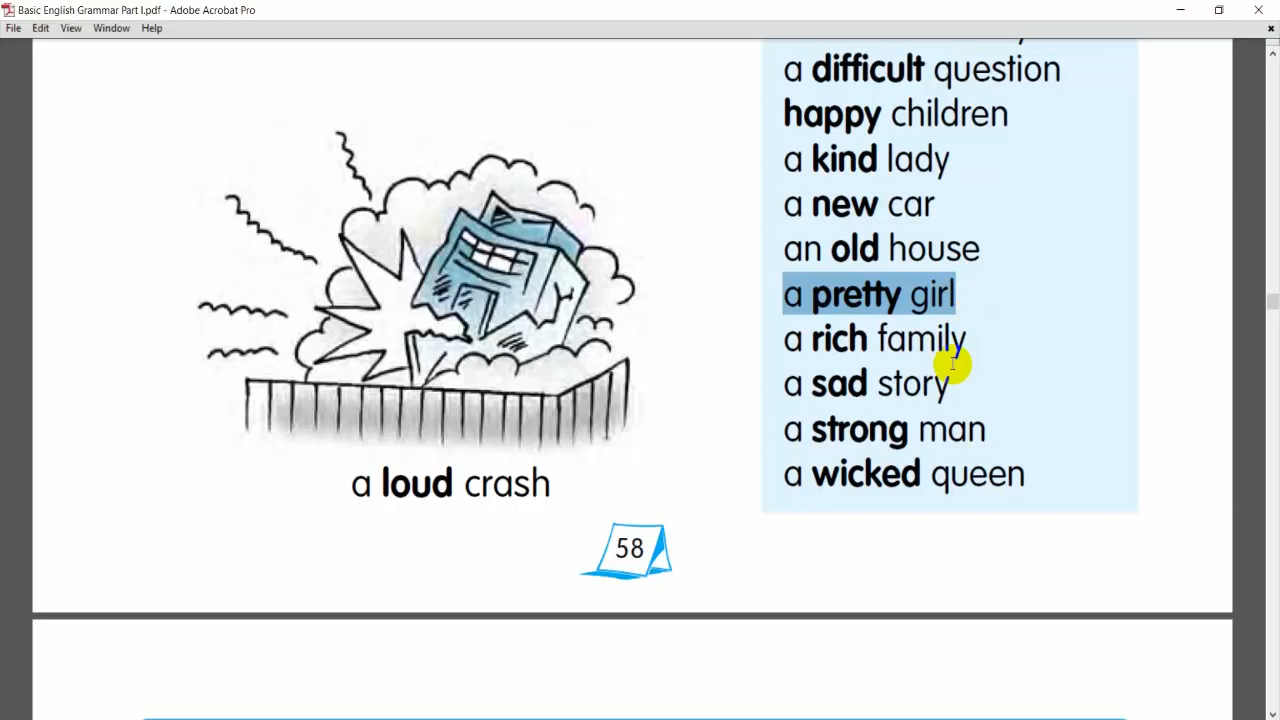 Basic English Grammar Part I.pdf - Adobe Acrobat Pro
File Edit View Window Help
a difficult question
happy children
a kind lady
a new car
an old house
a pretty girl
a rich family
a sad story
a strong man
a wicked queen
a loud crash
58